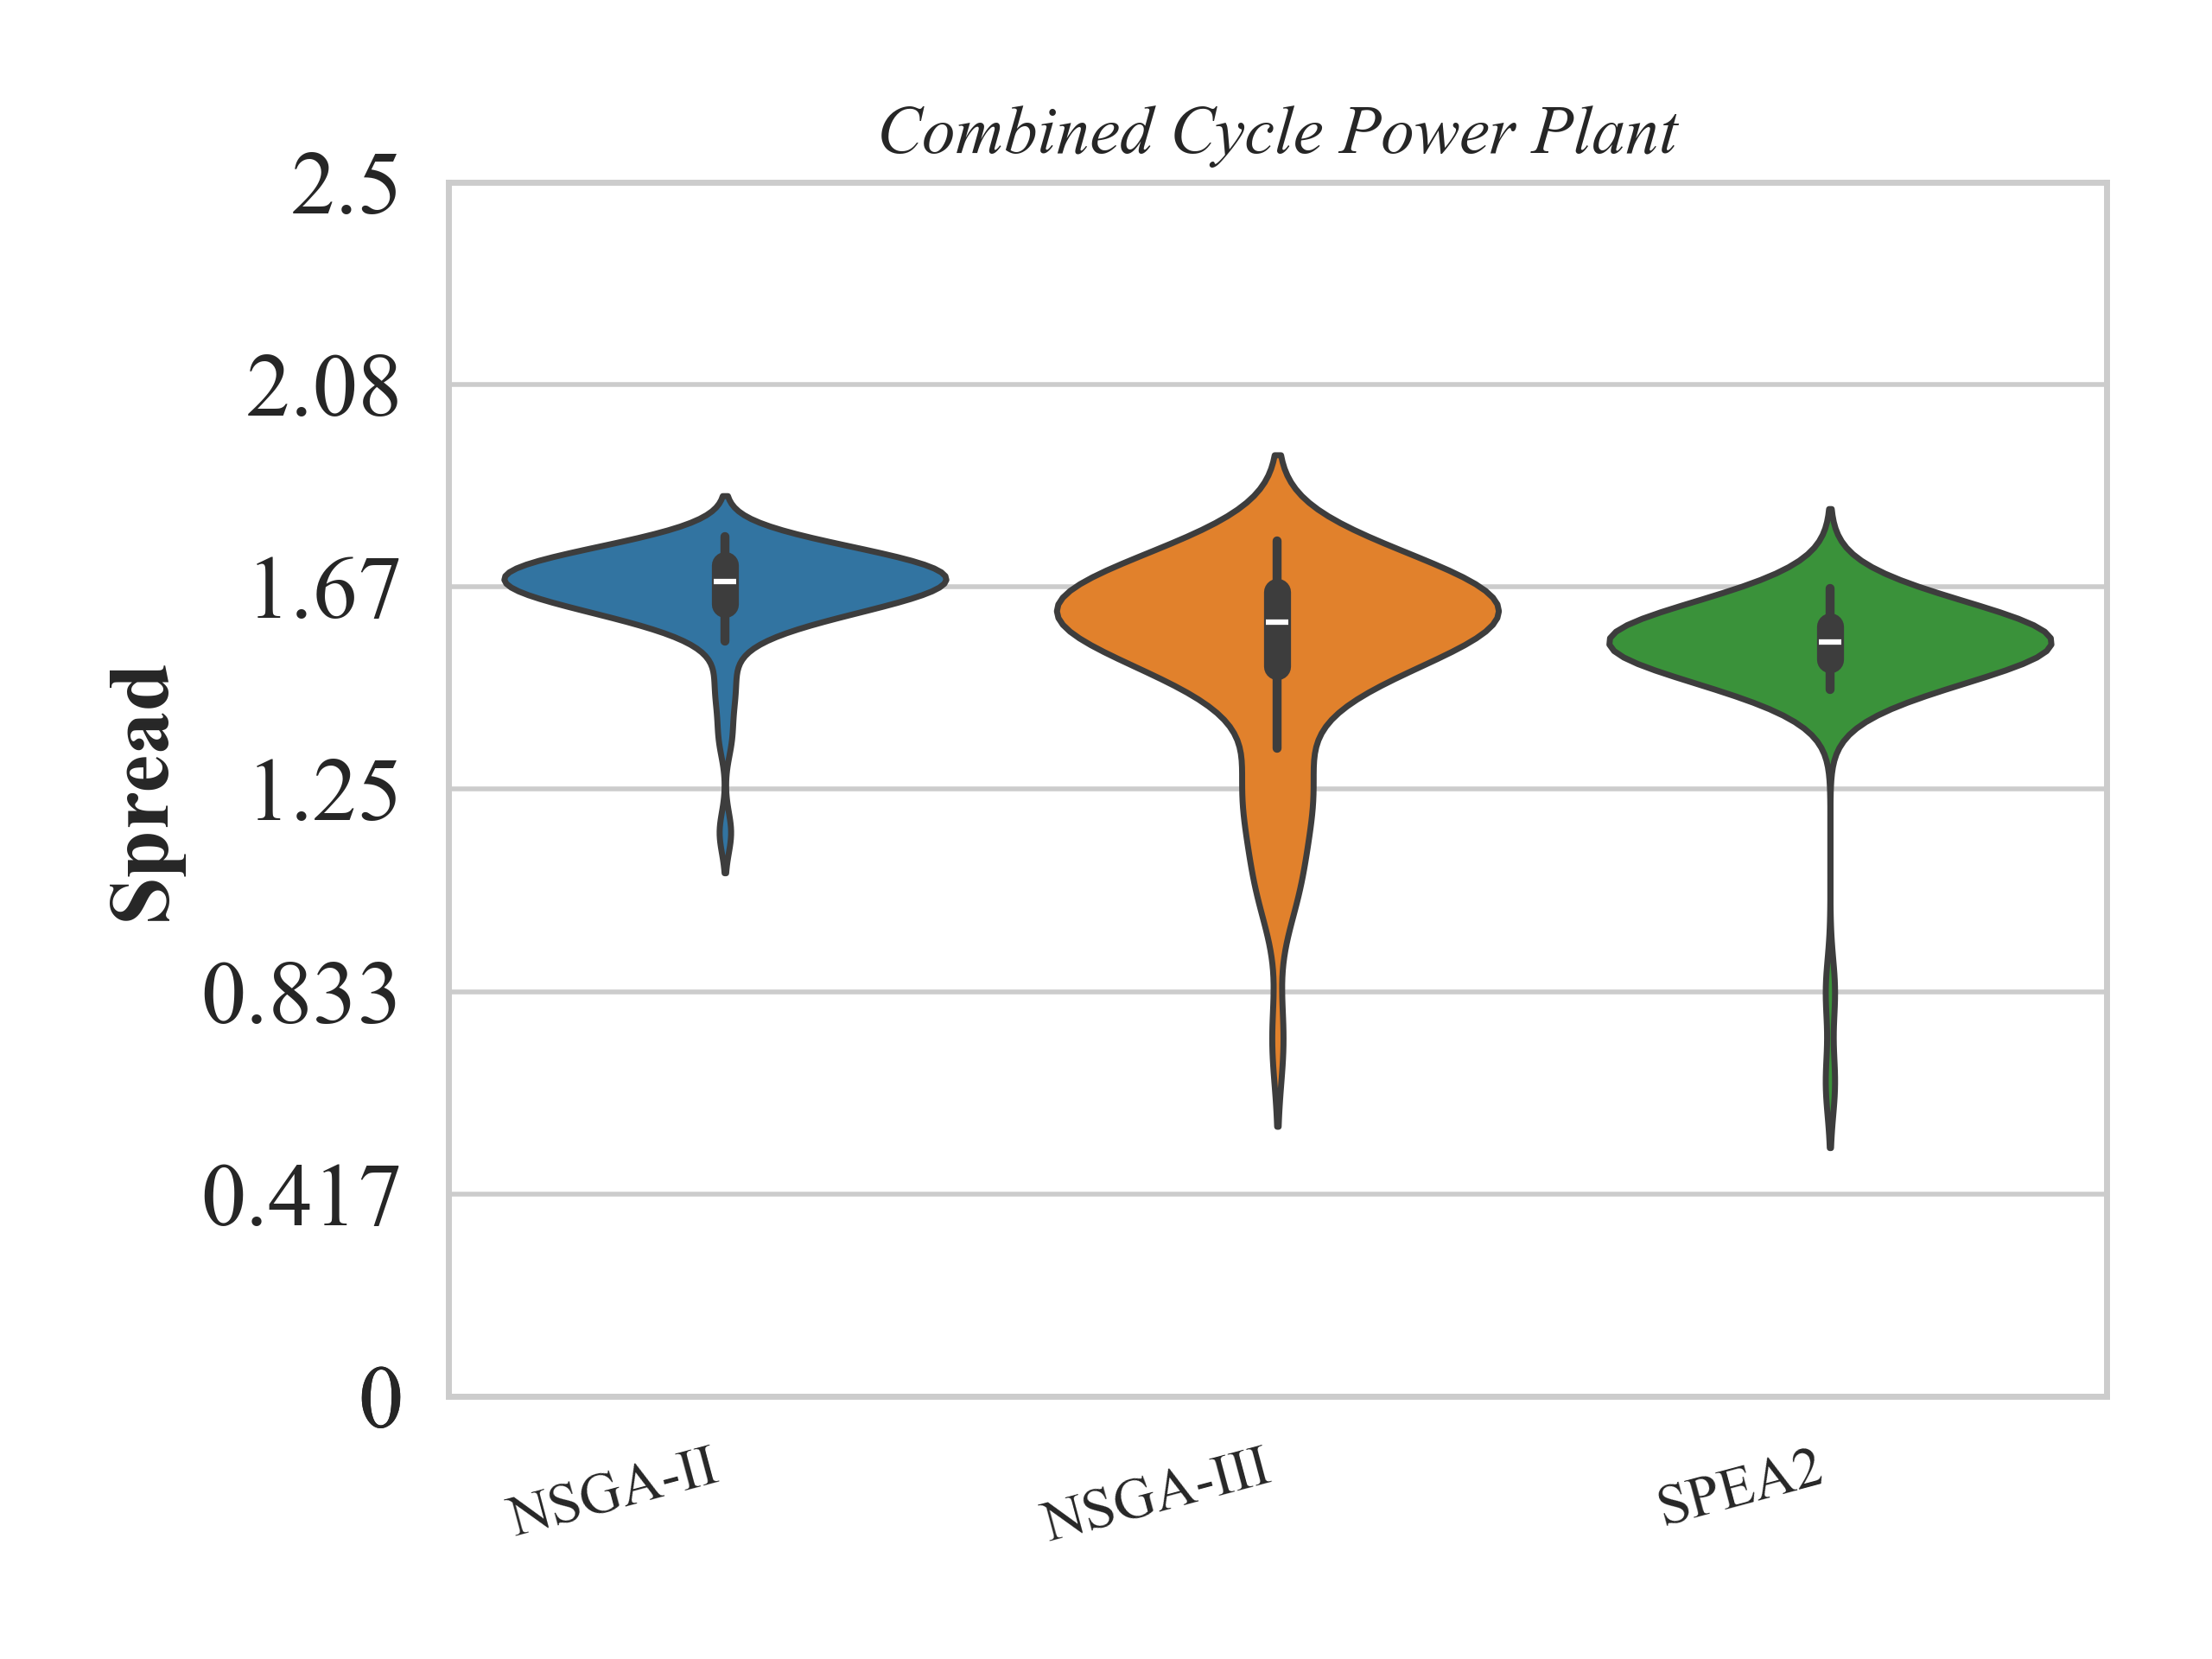 Combined Cycle Power Plant
2.5
2.08
1.67
1.25
0.833
0.417
0
Spread
NSGA-II
NSGA-III
SPEA2